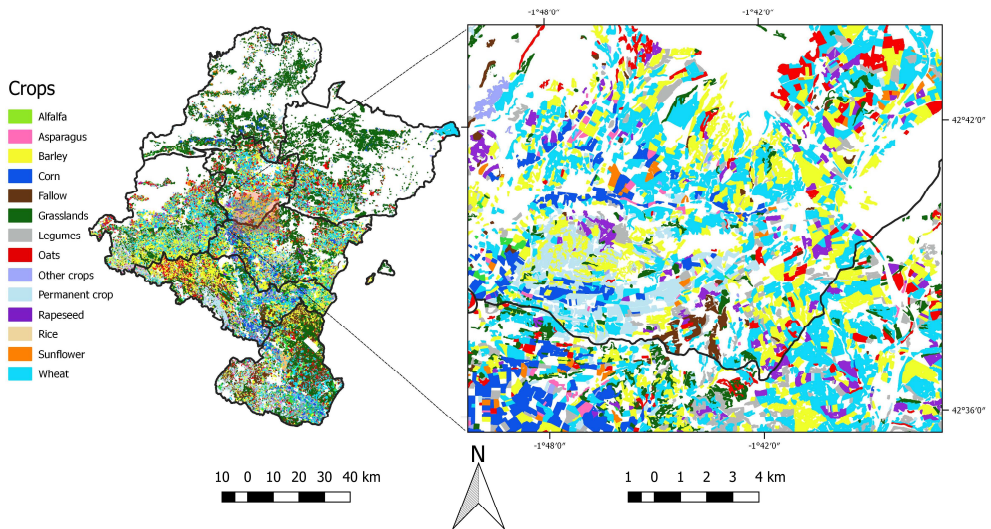 -1°48'0"
-1°42'0"
Crops
Alfalfa
Asparagus
Barley
Corn
Fallow
Grasslands
Legumes
Oats
Other crops
Permanent crop
Rapeseed
Rice
Sunflower
Wheat
42°42'0"
42°36'0"
-1°48'0"
-1°42'0"
N
10 0 10 20 30 40 km
1 0 1 2 3 4 km